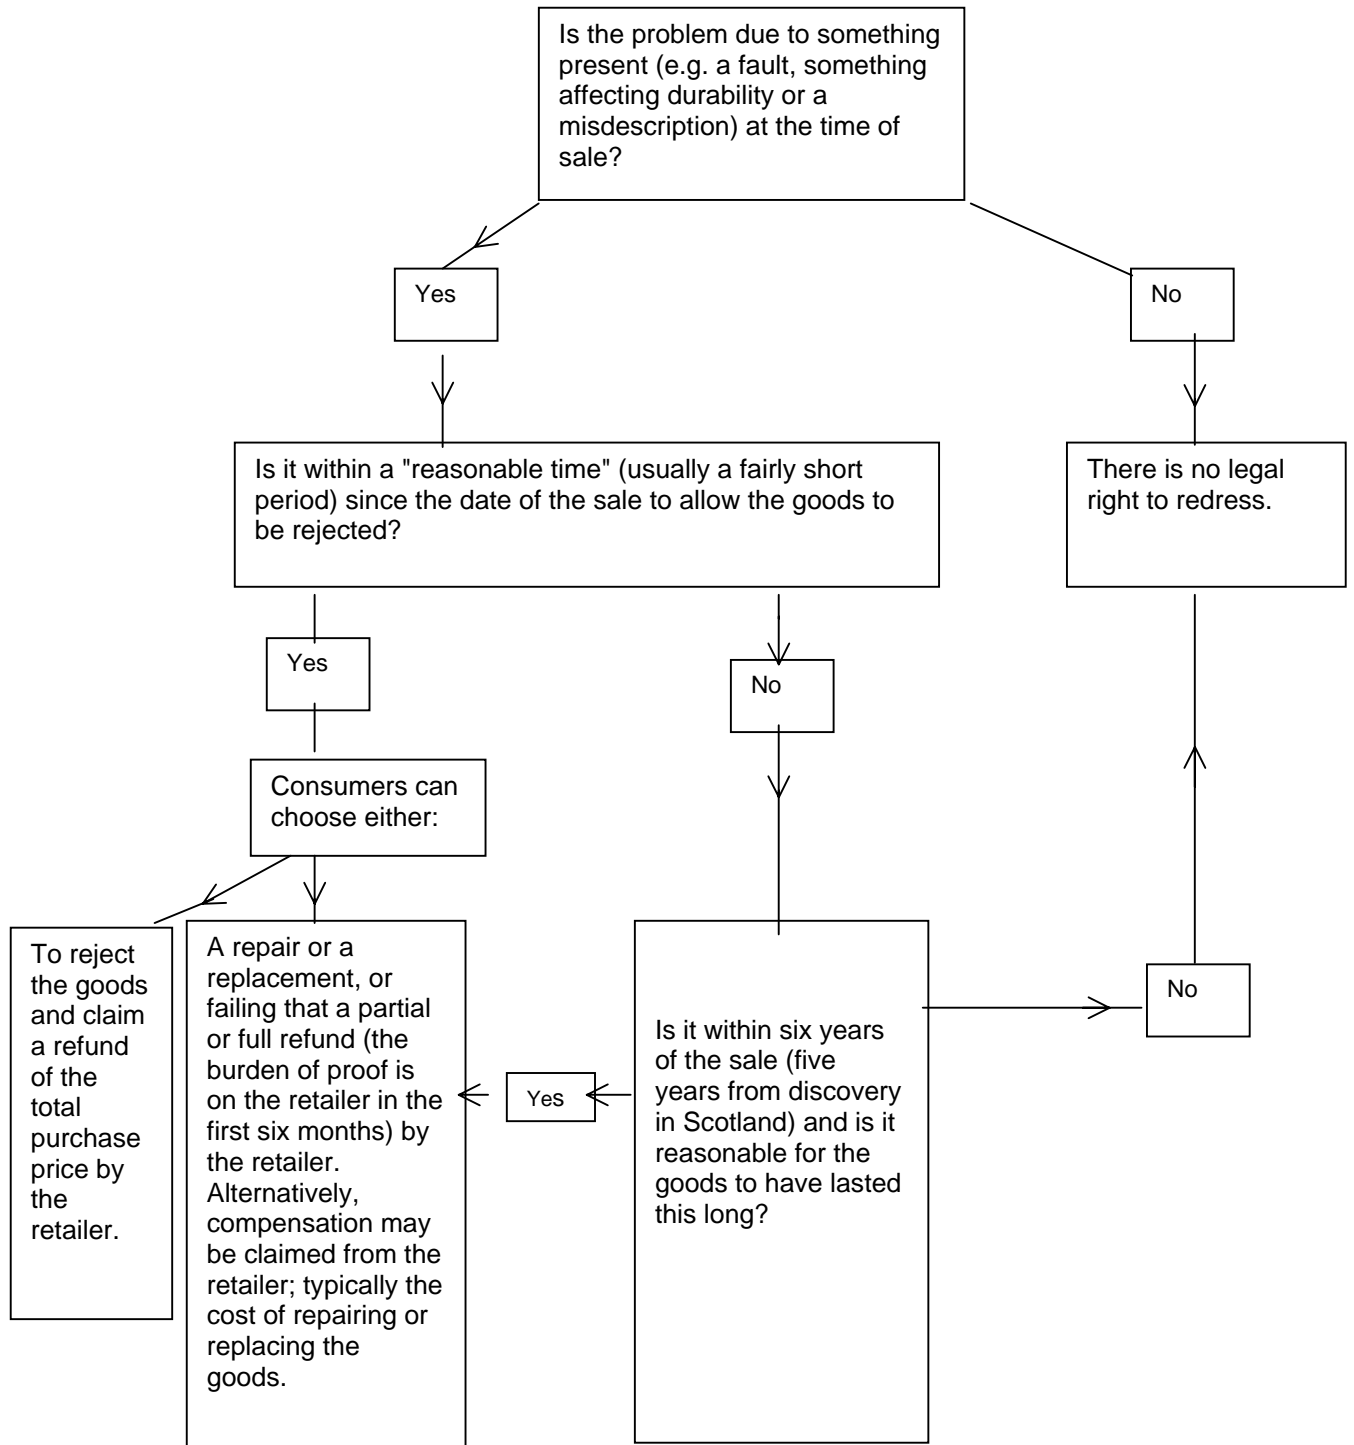 Is the problem due to something
present (e.g. a fault, something
affecting durability or a
misdescription) at the time of
sale?
Yes
No
Is it within a "reasonable time" (usually a fairly short
period) since the date of the sale to allow the goods to
be rejected?
There is no legal
right to redress.
Yes
No
Consumers can
choose either:
To reject
the goods
and claim
a refund
of the
total
purchase
price by
the
retailer.
A repair or a
replacement, or
failing that a partial
or full refund (the
burden of proof is
on the retailer in the
first six months) by
the retailer.
Alternatively,
compensation may
be claimed from the
retailer; typically the
cost of repairing or
replacing the
goods.
Yes
Is it within six years
of the sale (five
years from discovery
in Scotland) and is it
reasonable for the
goods to have lasted
this long?
No